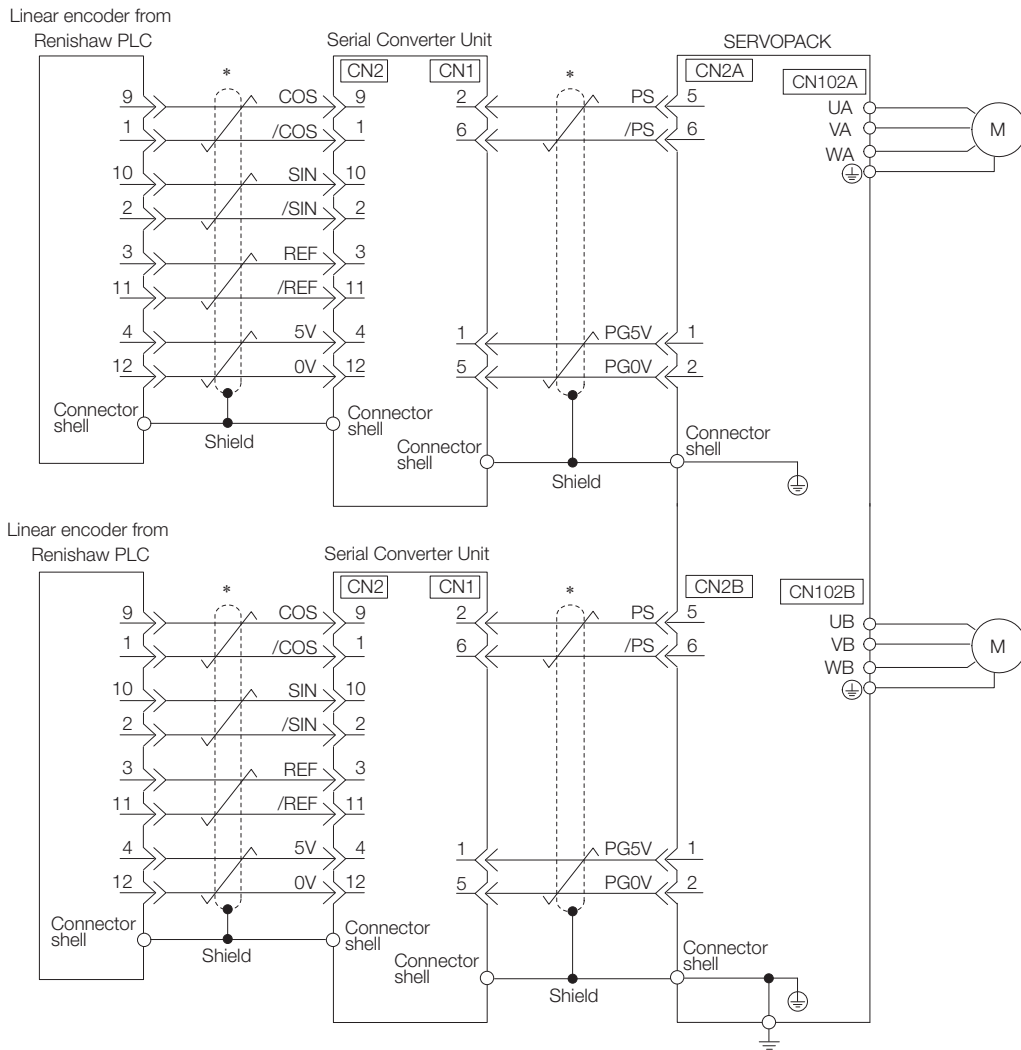 Linear encoder from
Renishaw PLC
Serial Converter Unit
SERVOPACK
*
CN2
CN1
*
CN2A
CN102A
9 COS 9
2 PS 5
UA
1 /COS 1
6 /PS 6
VA
M
WA
10 SIN 10
2 /SIN 2
3 REF 3
11 /REF 11
4 5V 4
1 PG5V 1
12 0V 12
5 PG0V 2
Connector
shell
Shield
Connector
shell
Connector
shell
Shield
Connector
shell
Linear encoder from
Renishaw PLC
Serial Converter Unit
*
CN2
CN1
*
CN2B
CN102B
9 COS 9
2 PS 5
UB
1 /COS 1
6 /PS 6
VB
M
WB
10 SIN 10
2 /SIN 2
3 REF 3
11 /REF 11
4 5V 4
1 PG5V 1
12 0V 12
5 PG0V 2
Connector
shell
Shield
Connector
shell
Connector
shell
Shield
Connector
shell